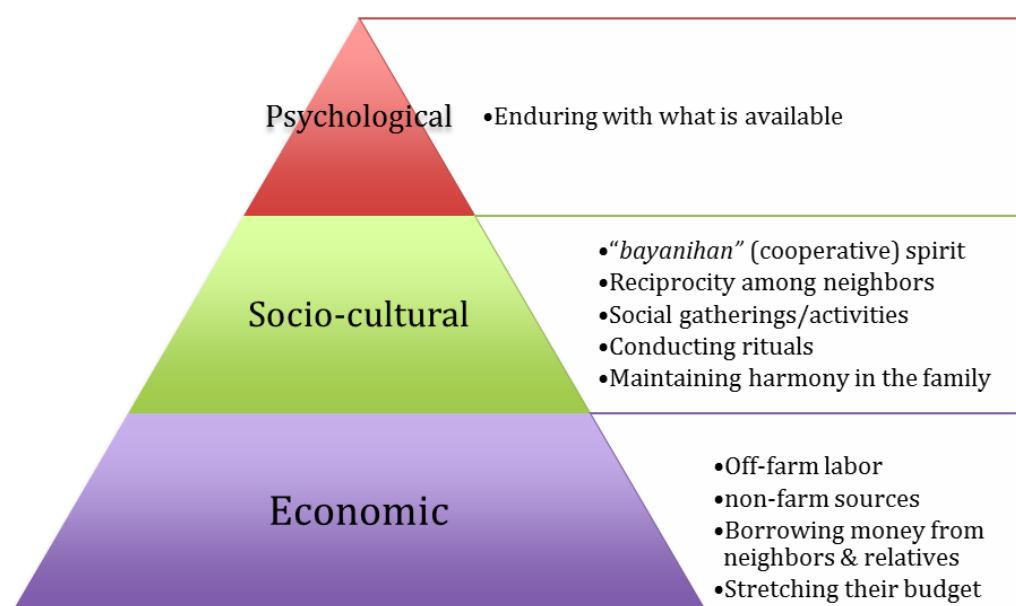 Psychological
•Enduring with what is available
Socio-cultural
•“bayanihan” (cooperative) spirit
•Reciprocity among neighbors
•Social gatherings/activities
•Conducting rituals
•Maintaining harmony in the family
Economic
•Off-farm labor
•non-farm sources
•Borrowing money from
neighbors & relatives
•Stretching their budget